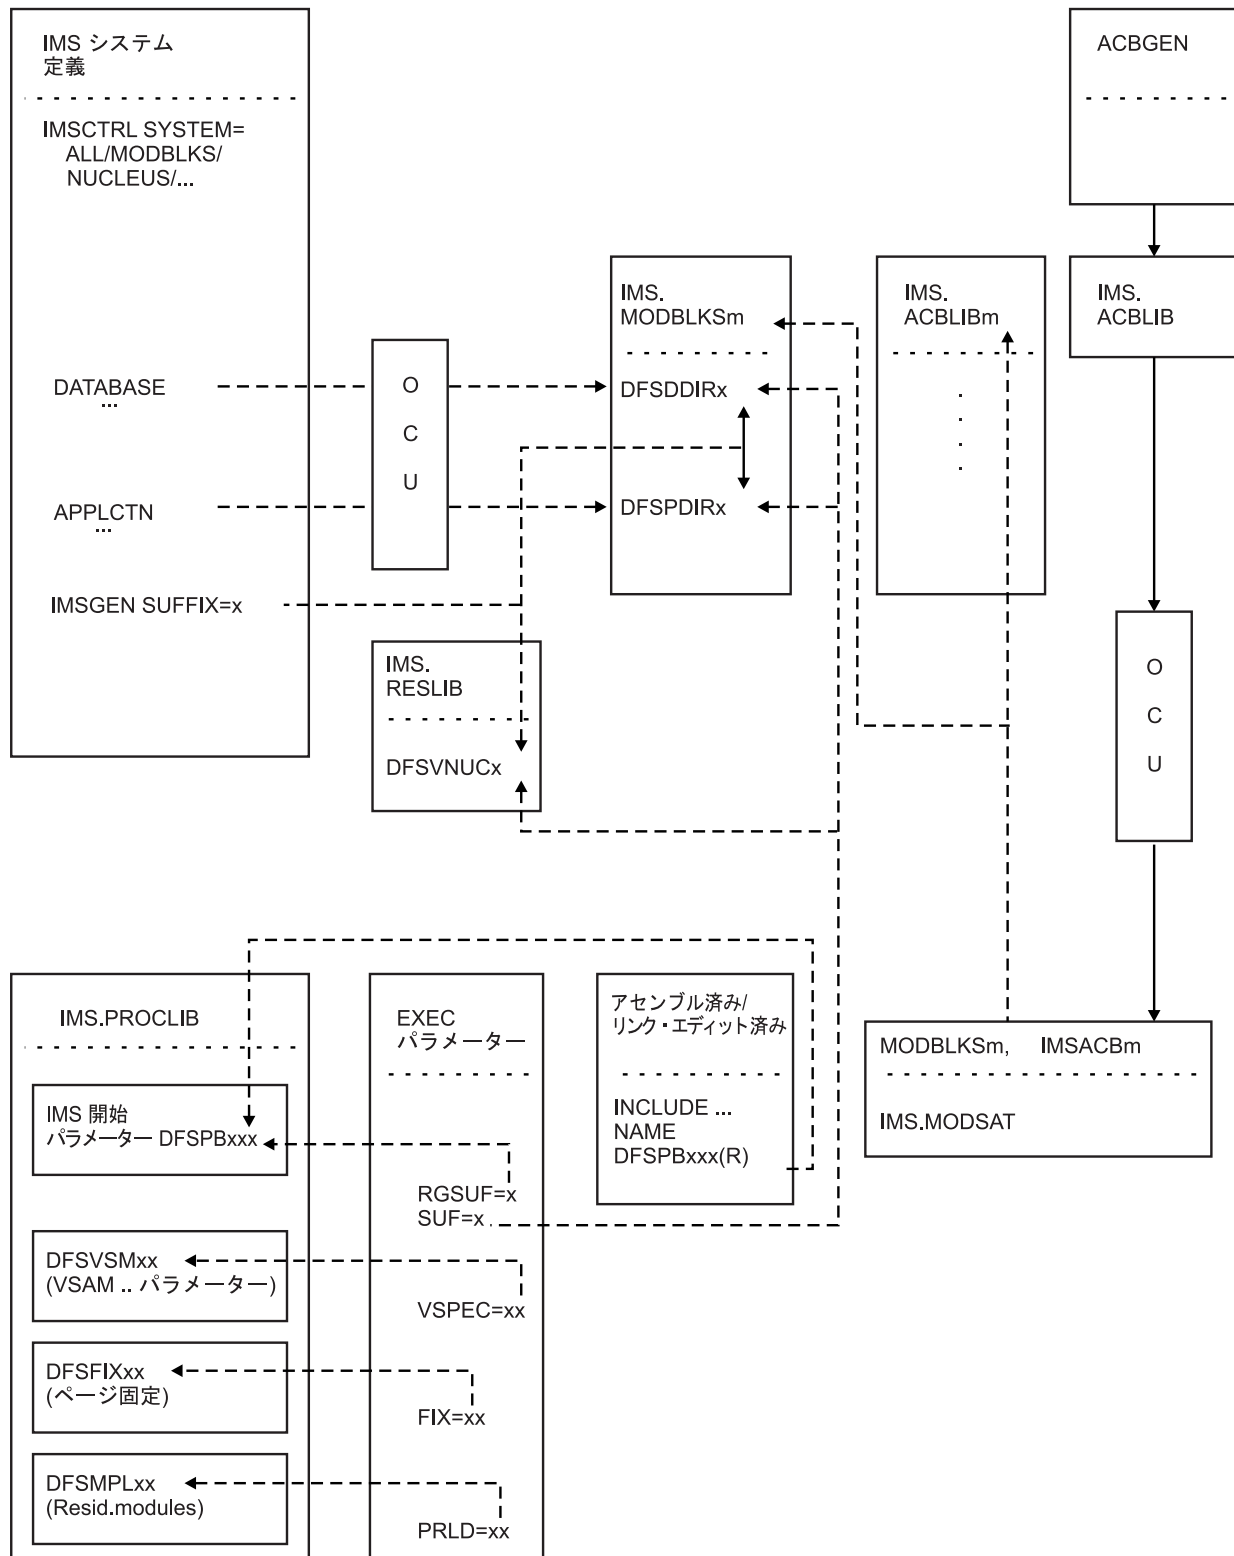 IMS システム
定義
IMSCTRL SYSTEM=
ALL/MODBLKS/
NUCLEUS/...
DATABASE
...
APPLCTN
...
IMSGEN SUFFIX=x
O
C
U
IMS.
MODBLKSm
DFSDDIRx
DFSPDIRx
IMS.
ACBLIBm
ACBGEN
IMS.
ACBLIB
O
C
U
IMS.
RESLIB
DFSVNUCx
IMS.PROCLIB
IMS 開始
パラメーター DFSPBxxx
DFSVSMxx
(VSAM .. パラメーター)
DFSFIXxx
(ページ固定)
DFSMPLxx
(Resid.modules)
EXEC
パラメーター
RGSUF=x
SUF=x
VSPEC=xx
FIX=xx
PRLD=xx
アセンブル済み/
リンク・エディット済み
INCLUDE ...
NAME
DFSPBxxx(R)
MODBLKSm, IMSACBm
IMS.MODSAT